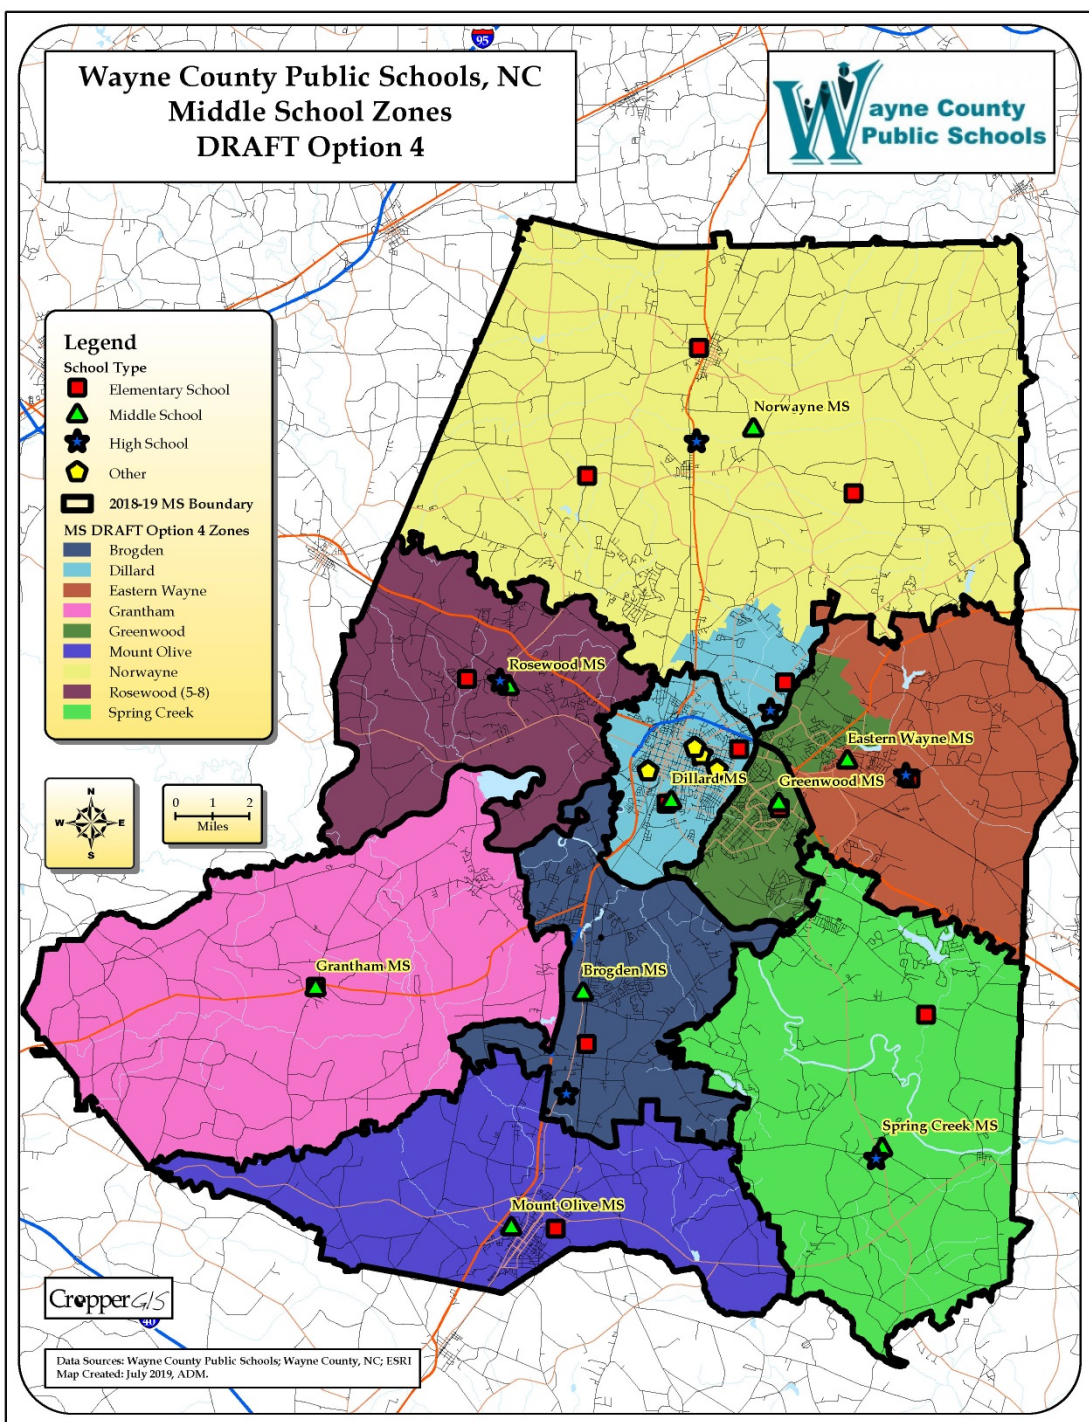 95
Wayne County Public Schools, NC
Middle School Zones
DRAFT Option 4
Wayne County
Public Schools
Legend
School Type
Elementary School
Middle School
High School
Other
2018-19 MS Boundary
MS DRAFT Option 4 Zones
Brogden
Dillard
Eastern Wayne
Grantham
Greenwood
Mount Olive
Norwayne
Rosewood (5-8)
Spring Creek
Norwayne MS
Rosewood MS
Eastern Wayne MS
Dillard MS
Greenwood MS
N
W E
S
0 1 2
Miles
Grantham MS
Brogden MS
Spring Creek MS
Mount Olive MS
Cropper GIS
40
Data Sources: Wayne County Public Schools; Wayne County, NC; ESRI
Map Created: July 2019, ADM.